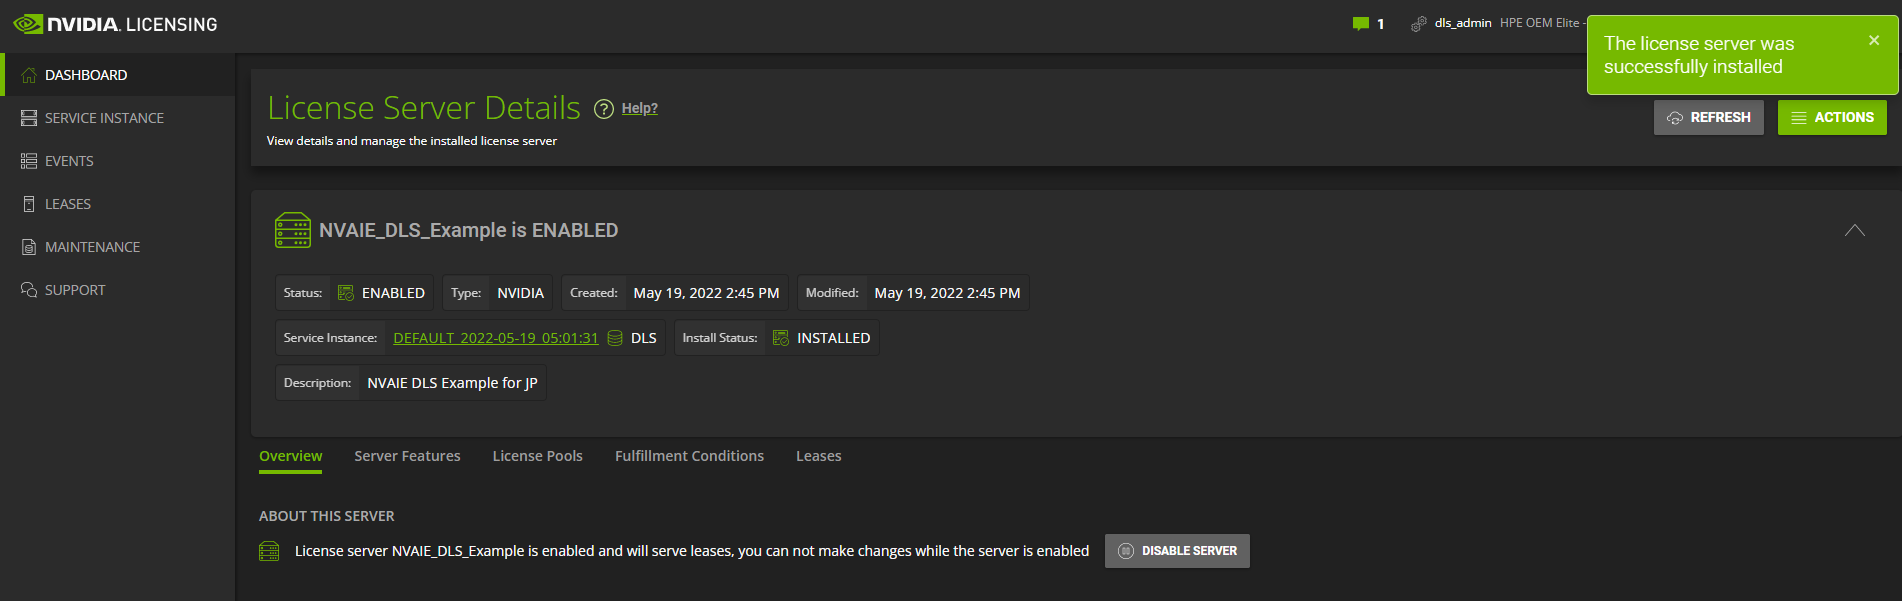 NVIDIA. LICENSING
1
dls_admin HPE OEM Elite -
The license server was
successfully installed
DASHBOARD
SERVICE INSTANCE
EVENTS
LEASES
MAINTENANCE
SUPPORT
License Server Details
? Help?
View details and manage the installed license server
REFRESH
ACTIONS
NVAIE_DLS_Example is ENABLED
Status: ENABLED Type: NVIDIA Created: May 19, 2022 2:45 PM Modified: May 19, 2022 2:45 PM
Service Instance: DEFAULT_2022-05-19_05:01:31 DLS Install Status: INSTALLED
Description: NVAIE DLS Example for JP
Overview Server Features License Pools Fulfillment Conditions Leases
ABOUT THIS SERVER
License server NVAIE_DLS_Example is enabled and will serve leases, you can not make changes while the server is enabled DISABLE SERVER